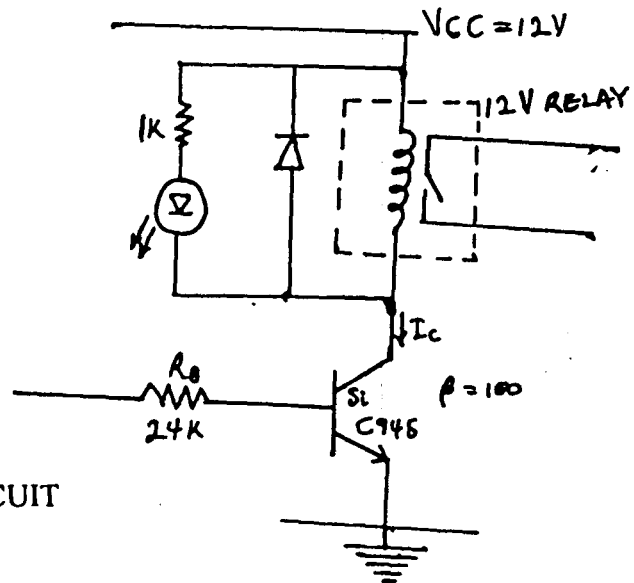 VCC = 12V
12V RELAY
1K
Ic
RB
24K
Si
C945
β = 100
CUIT